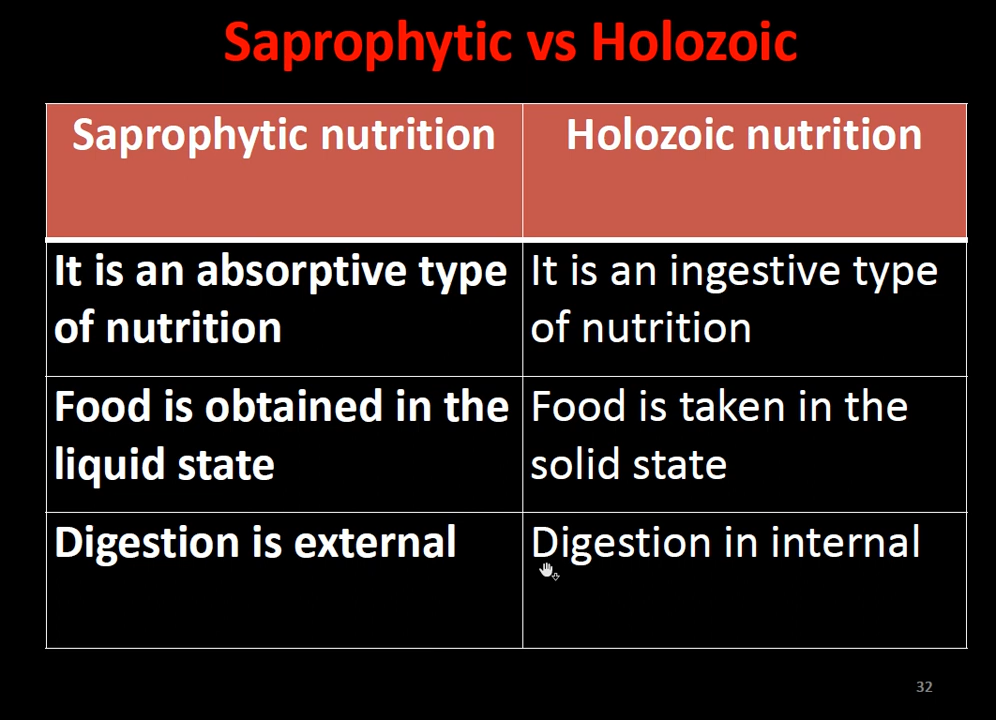 Saprophytic vs Holozoic
Saprophytic nutrition
Holozoic nutrition
It is an absorptive type
of nutrition
It is an ingestive type
of nutrition
Food is obtained in the
liquid state
Food is taken in the
solid state
Digestion is external
Digestion in internal
32